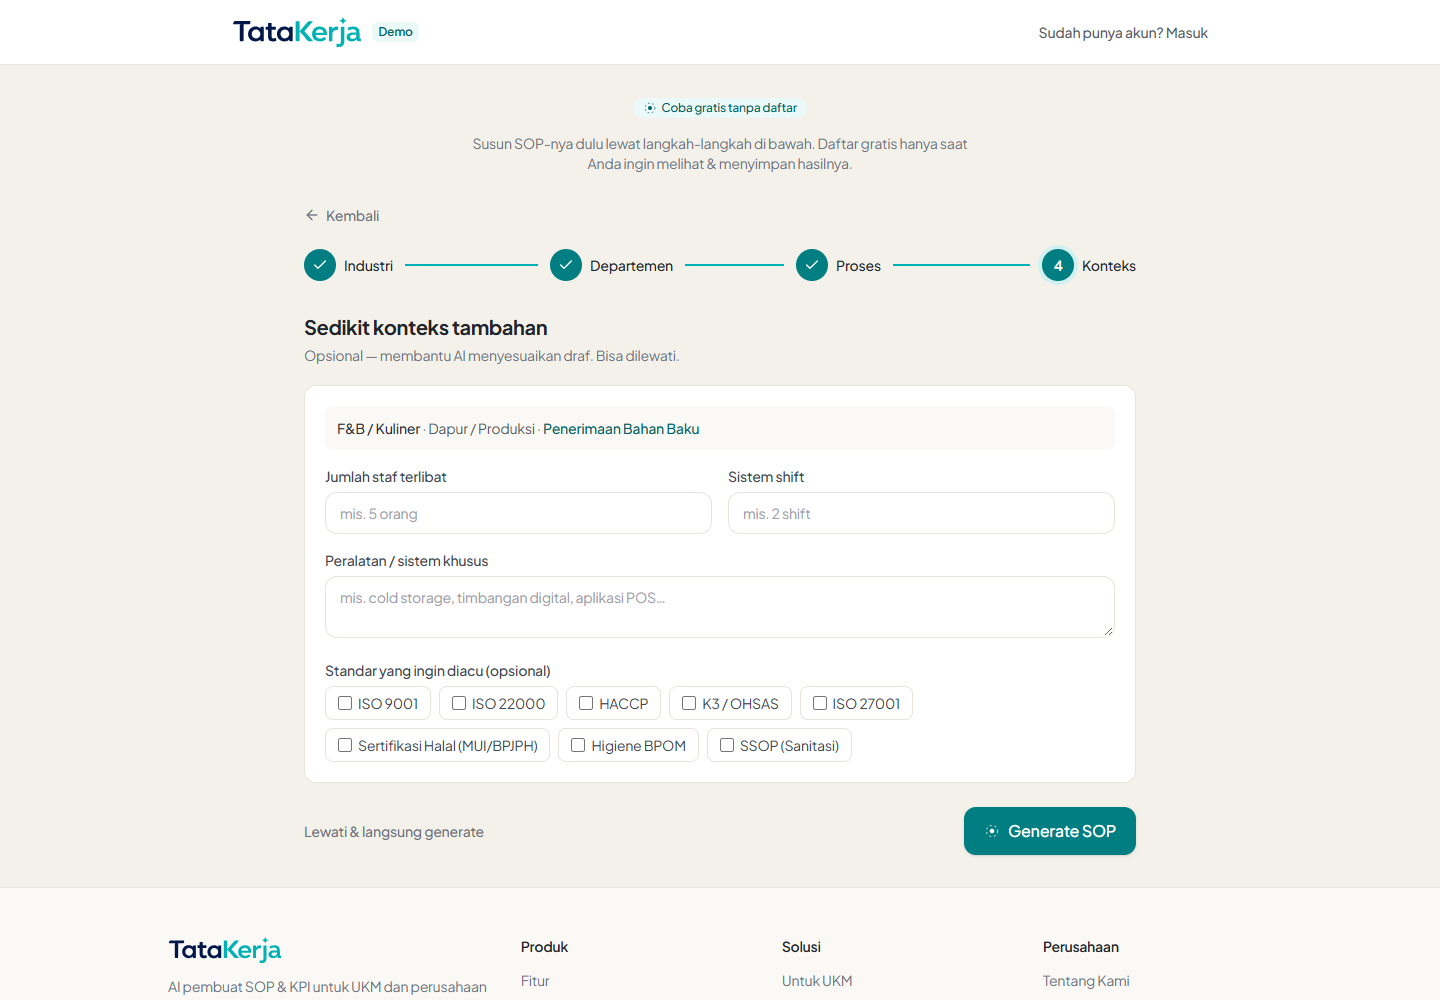 TataKerja Demo
Sudah punya akun? Masuk
Coba gratis tanpa daftar
Susun SOP-nya dulu lewat langkah-langkah di bawah. Daftar gratis hanya saat
Anda ingin melihat & menyimpan hasilnya.
Kembali
Industri
Departemen
Proses
4 Konteks
Sedikit konteks tambahan
Opsional — membantu AI menyesuaikan draf. Bisa dilewati.
F&B / Kuliner · Dapur / Produksi · Penerimaan Bahan Baku
Jumlah staf terlibat
mis. 5 orang
Sistem shift
mis. 2 shift
Peralatan / sistem khusus
mis. cold storage, timbangan digital, aplikasi POS…
Standar yang ingin diacu (opsional)
ISO 9001
ISO 22000
HACCP
K3 / OHSAS
ISO 27001
Sertifikasi Halal (MUI/BPJPH)
Higiene BPOM
SSOP (Sanitasi)
Lewati & langsung generate
Generate SOP
TataKerja
AI pembuat SOP & KPI untuk UKM dan perusahaan
Produk
Fitur
Solusi
Untuk UKM
Perusahaan
Tentang Kami